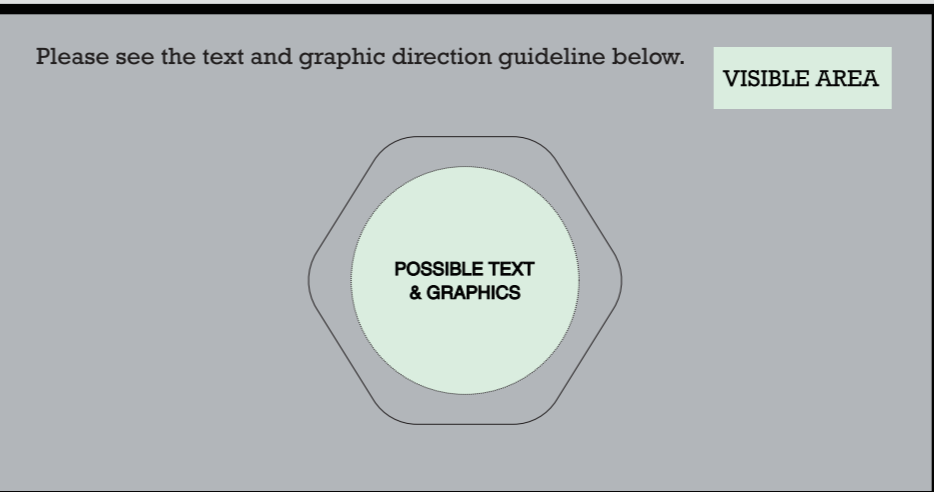 Please see the text and graphic direction guideline below.
VISIBLE AREA
POSSIBLE TEXT
& GRAPHICS